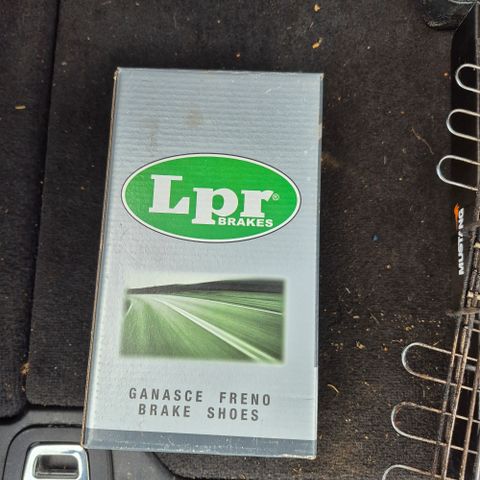 Lpr®
BRAKES
GANASCE FRENO
BRAKE SHOES
MUSTANG